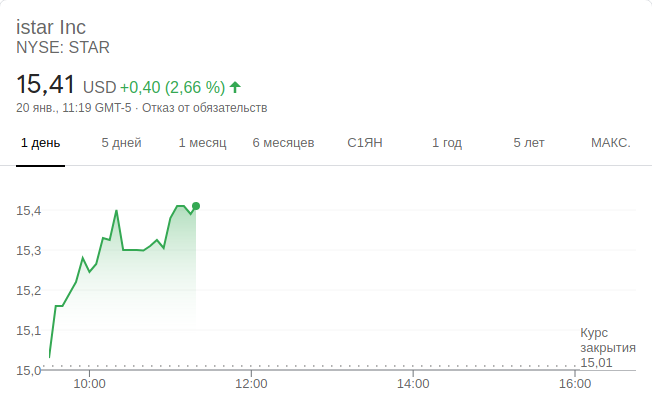 istar Inc
NYSE: STAR
15,41 USD +0,40 (2,66 %)
20 янв., 11:19 GMT-5 · Отказ от обязательств
1 день 5 дней 1 месяц 6 месяцев С1ЯН 1 год 5 лет МАКС.
15,4
15,3
15,2
15,1
15,0
Курс
закрытия
15,01
10:00 12:00 14:00 16:00